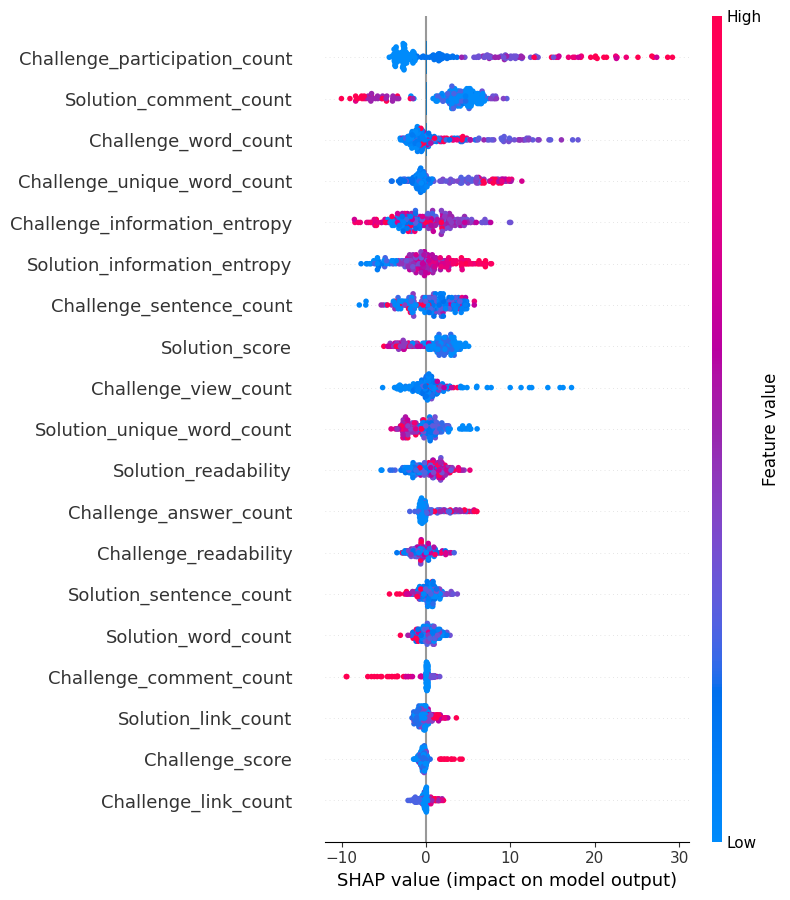 High
Challenge_participation_count
Solution_comment_count
Challenge_word_count
Challenge_unique_word_count
Challenge_information_entropy
Solution_information_entropy
Challenge_sentence_count
Solution_score
Challenge_view_count
Solution_unique_word_count
Solution_readability
Challenge_answer_count
Challenge_readability
Solution_sentence_count
Solution_word_count
Challenge_comment_count
Solution_link_count
Challenge_score
Challenge_link_count
Feature value
Low
−10 0 10 20 30
SHAP value (impact on model output)